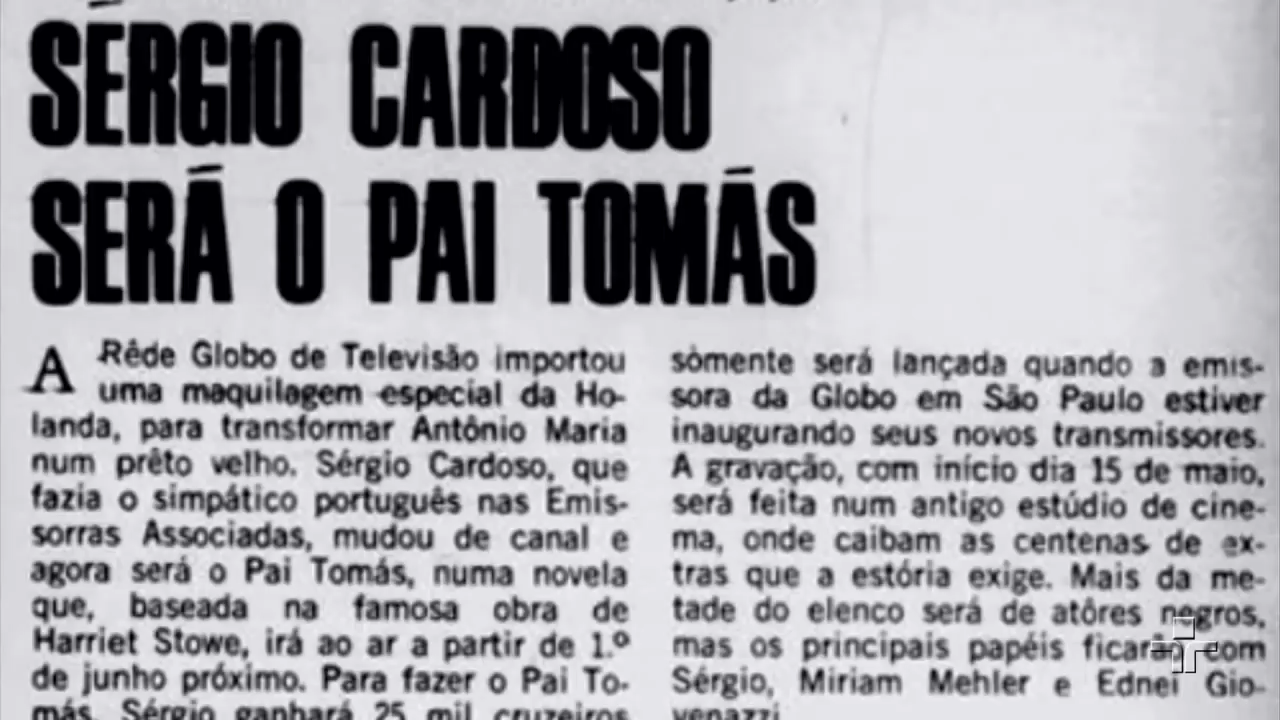 SÉRGIO CARDOSO
SERÁ O PAI TOMÁS
A Rêde Globo de Televisão importou
uma maquilagem especial da Ho-
landa, para transformar Antônio Maria
num prêto velho. Sérgio Cardoso, que
fazia o simpático português nas Emis-
sorras Associadas, mudou de canal e
agora será o Pai Tomás, numa novela
que, baseada na famosa obra de
Harriet Stowe, irá ao ar a partir de 1.º
de junho próximo. Para fazer o Pai To-
más, Sérgio ganhará 25 mil cruzeiros
sòmente será lançada quando a emis-
sora da Globo em São Paulo estiver
inaugurando seus novos transmissores.
A gravação, com início dia 15 de maio,
será feita num antigo estúdio de cine-
ma, onde caibam as centenas de ex-
tras que a estória exige. Mais da me-
tade do elenco será de atôres negros,
mas os principais papéis ficarão com
Sérgio, Miriam Mehler e Ednei Gio-
venazzi